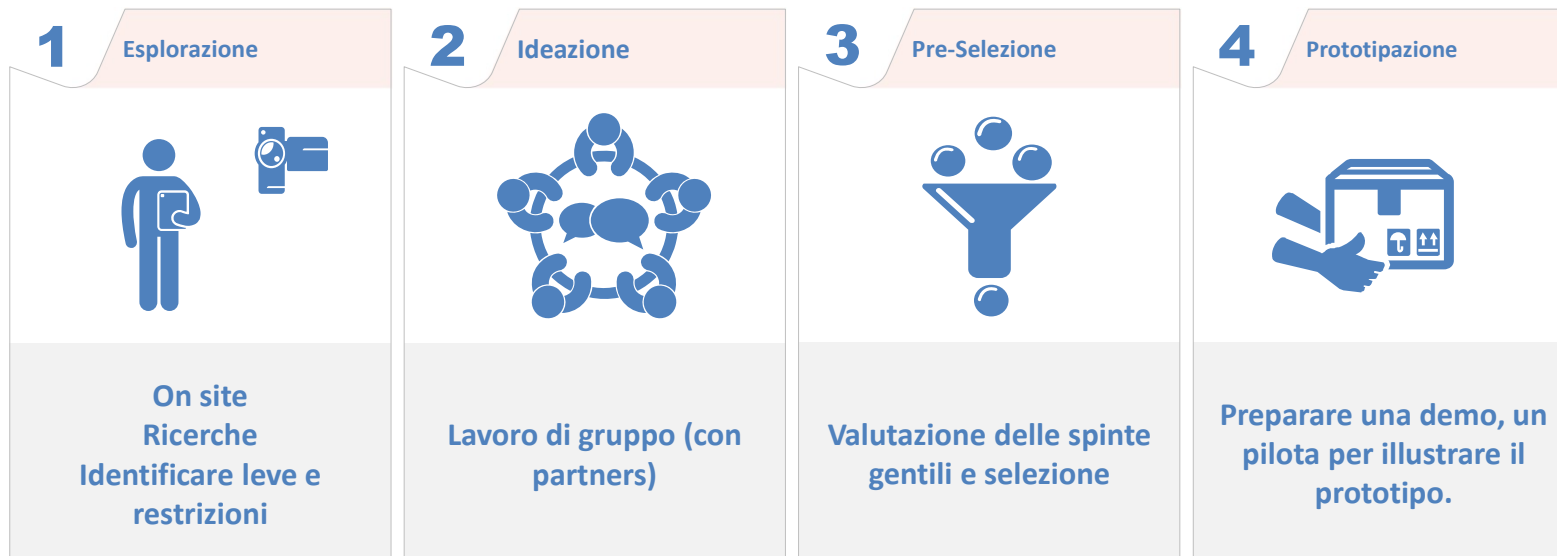 1
Esplorazione
On site
Ricerche
Identificare leve e
restrizioni
2
Ideazione
Lavoro di gruppo (con
partners)
3
Pre-Selezione
Valutazione delle spinte
gentili e selezione
4
Prototipazione
Preparare una demo, un
pilota per illustrare il
prototipo.